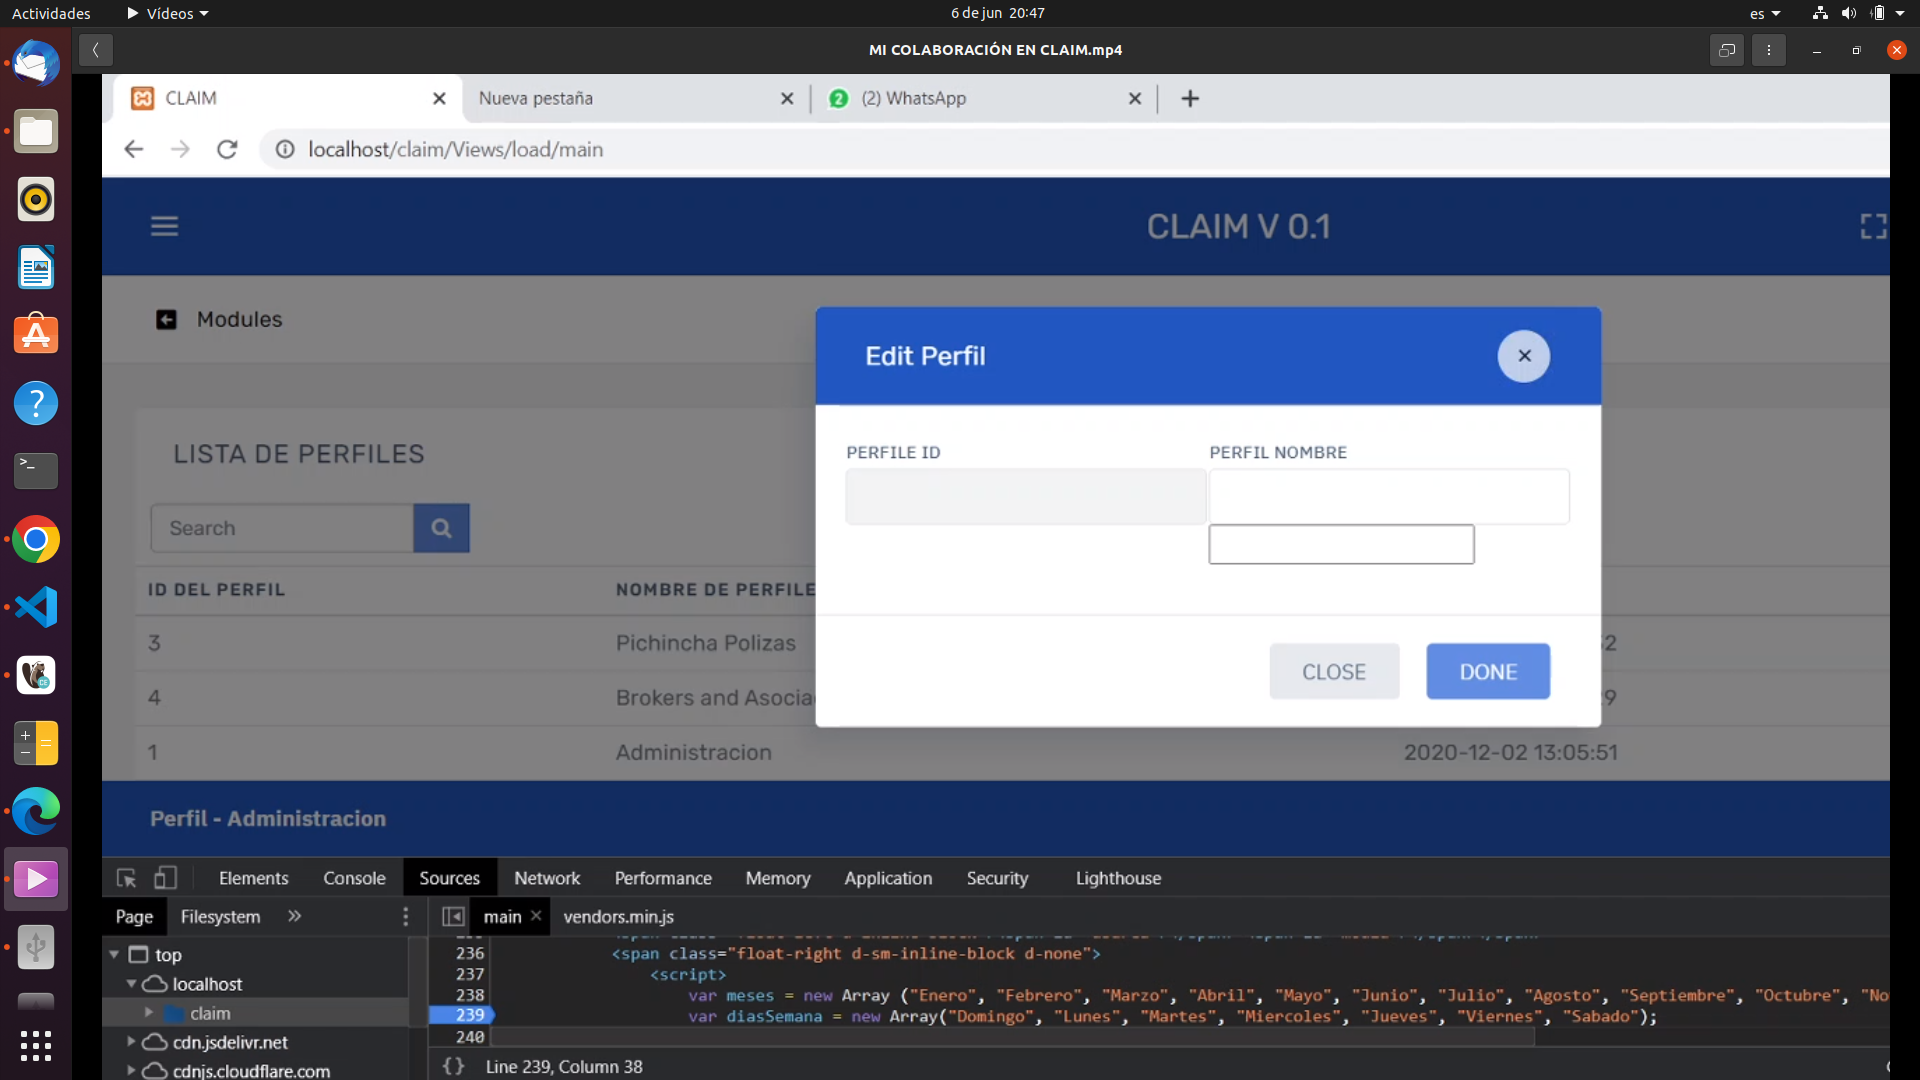 Actividades
Vídeos
6 de jun 20:47
es
MI COLABORACIÓN EN CLAIM.mp4
CLAIM
Nueva pestaña
2
(2) WhatsApp
localhost/claim/Views/load/main
CLAIM V 0.1
Modules
Edit Perfil
PERFILE ID
PERFIL NOMBRE
LISTA DE PERFILES
Search
ID DEL PERFIL
NOMBRE DE PERFILE
3
Pichincha Polizas
4
Brokers and Asocia
CLOSE
DONE
1
Administracion
2020-12-02 13:05:51
Perfil - Administracion
Elements
Console
Sources
Network
Performance
Memory
Application
Security
Lighthouse
Page
Filesystem
main
vendors.min.js
top
localhost
claim
cdn.jsdelivr.net
cdnjs.cloudflare.com
236 <span class="float-right d-sm-inline-block d-none">
237 <script>
238 var meses = new Array ("Enero", "Febrero", "Marzo", "Abril", "Mayo", "Junio", "Julio", "Agosto", "Septiembre", "Octubre", "No
239 var diasSemana = new Array("Domingo", "Lunes", "Martes", "Miercoles", "Jueves", "Viernes", "Sabado");
240
{} Line 239, Column 38